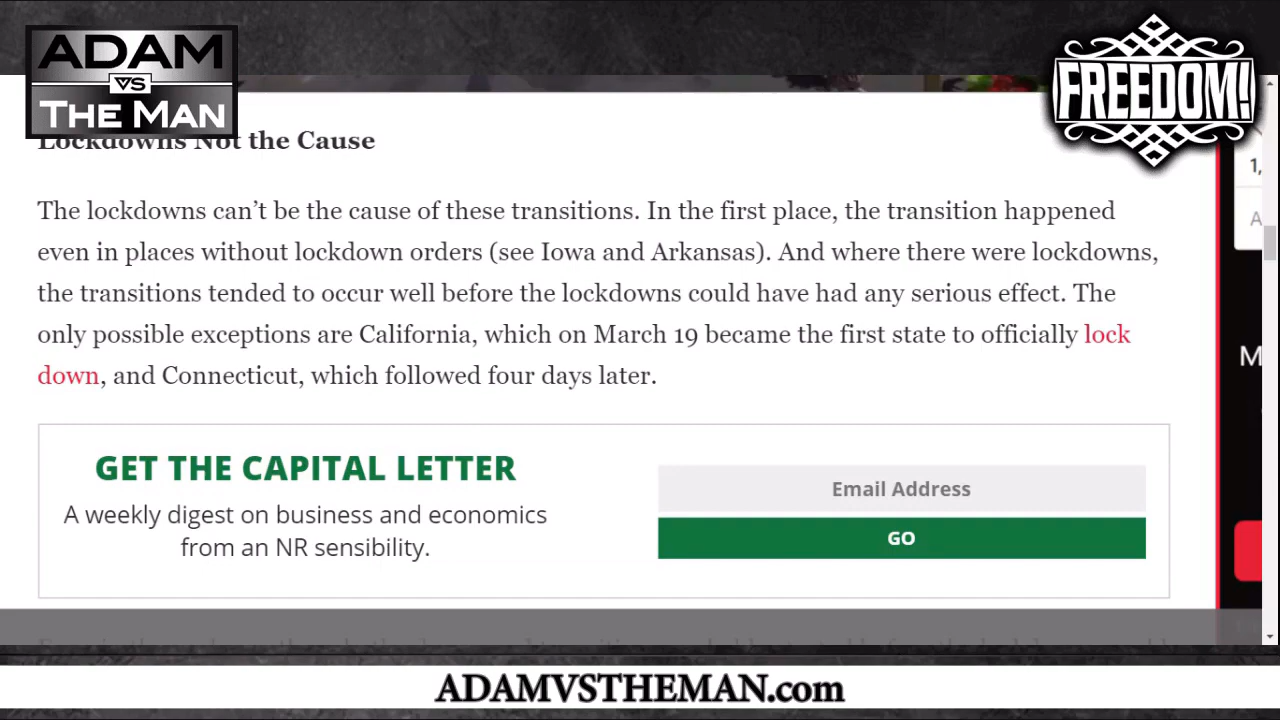 ADAM
VS
THE MAN
FREEDOM!
Lockdowns Not the Cause
The lockdowns can’t be the cause of these transitions. In the first place, the transition happened
even in places without lockdown orders (see Iowa and Arkansas). And where there were lockdowns,
the transitions tended to occur well before the lockdowns could have had any serious effect. The
only possible exceptions are California, which on March 19 became the first state to officially lock
down, and Connecticut, which followed four days later.
GET THE CAPITAL LETTER
A weekly digest on business and economics
from an NR sensibility.
Email Address
GO
1,
A
M
ADAMVSTHEMAN.com